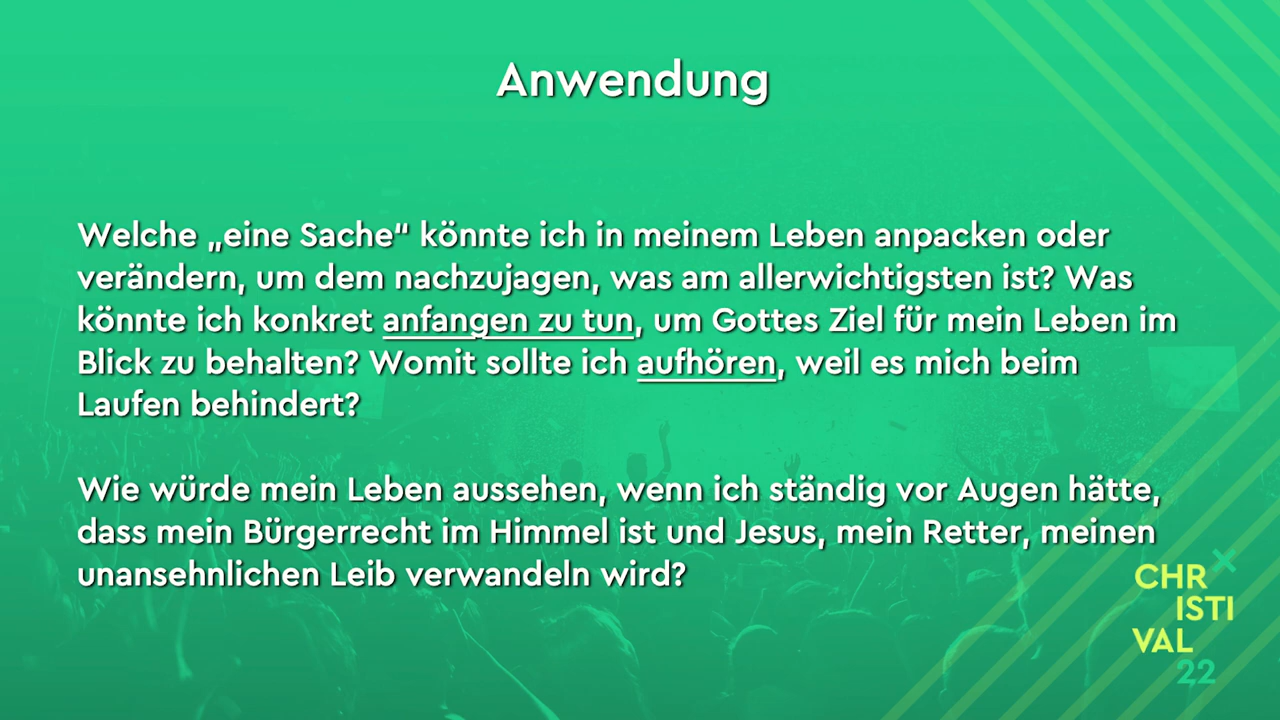 Anwendung
Welche „eine Sache“ könnte ich in meinem Leben anpacken oder
verändern, um dem nachzujagen, was am allerwichtigsten ist? Was
könnte ich konkret anfangen zu tun, um Gottes Ziel für mein Leben im
Blick zu behalten? Womit sollte ich aufhören, weil es mich beim
Laufen behindert?
Wie würde mein Leben aussehen, wenn ich ständig vor Augen hätte,
dass mein Bürgerrecht im Himmel ist und Jesus, mein Retter, meinen
unansehnlichen Leib verwandeln wird?
CHR
ISTI
VAL
22